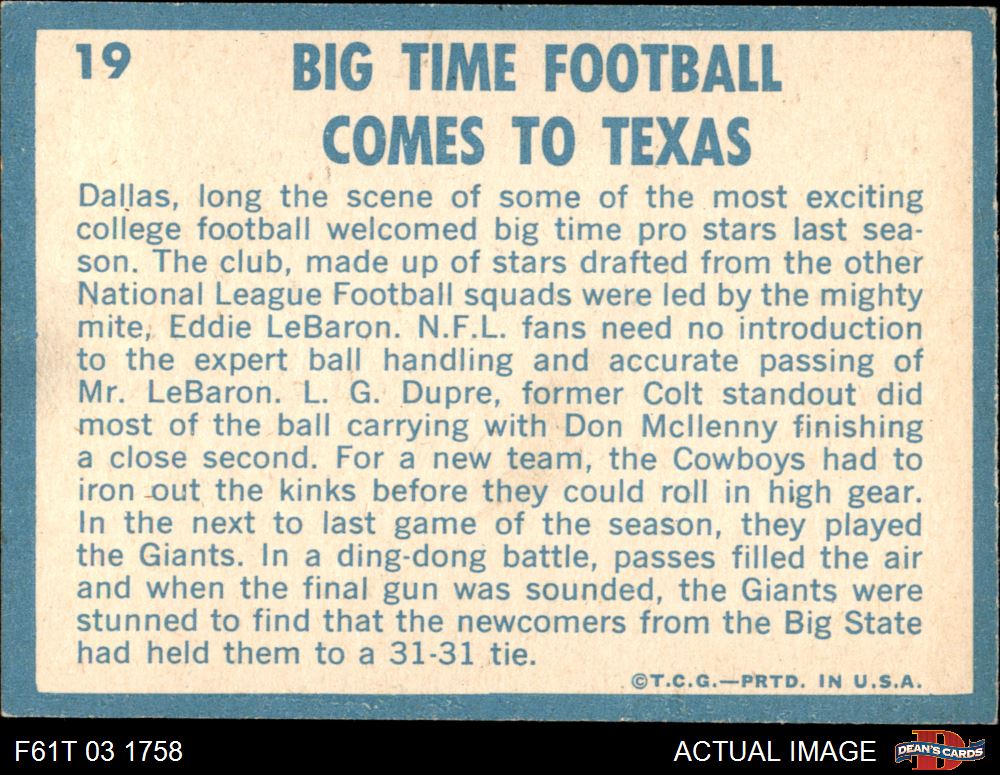 19
BIG TIME FOOTBALL
COMES TO TEXAS
Dallas, long the scene of some of the most exciting
college football welcomed big time pro stars last sea-
son. The club, made up of stars drafted from the other
National League Football squads were led by the mighty
mite, Eddie LeBaron. N.F.L. fans need no introduction
to the expert ball handling and accurate passing of
Mr. LeBaron. L. G. Dupre, former Colt standout did
most of the ball carrying with Don McIlenny finishing
a close second. For a new team, the Cowboys had to
iron out the kinks before they could roll in high gear.
In the next to last game of the season, they played
the Giants. In a ding-dong battle, passes filled the air
and when the final gun was sounded, the Giants were
stunned to find that the newcomers from the Big State
had held them to a 31-31 tie.
©T.C.G.—PRTD. IN U.S.A.
F61T 03 1758
ACTUAL IMAGE
D
DEAN'S CARDS